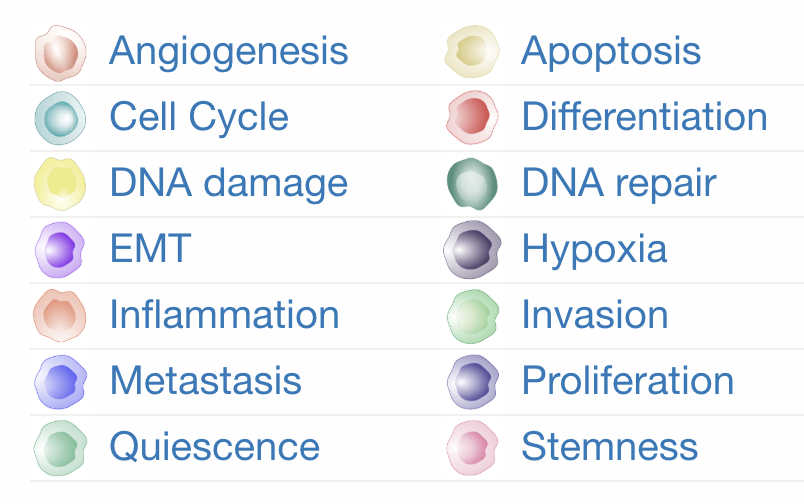 Angiogenesis Apoptosis
Cell Cycle Differentiation
DNA damage DNA repair
EMT Hypoxia
Inflammation Invasion
Metastasis Proliferation
Quiescence Stemness